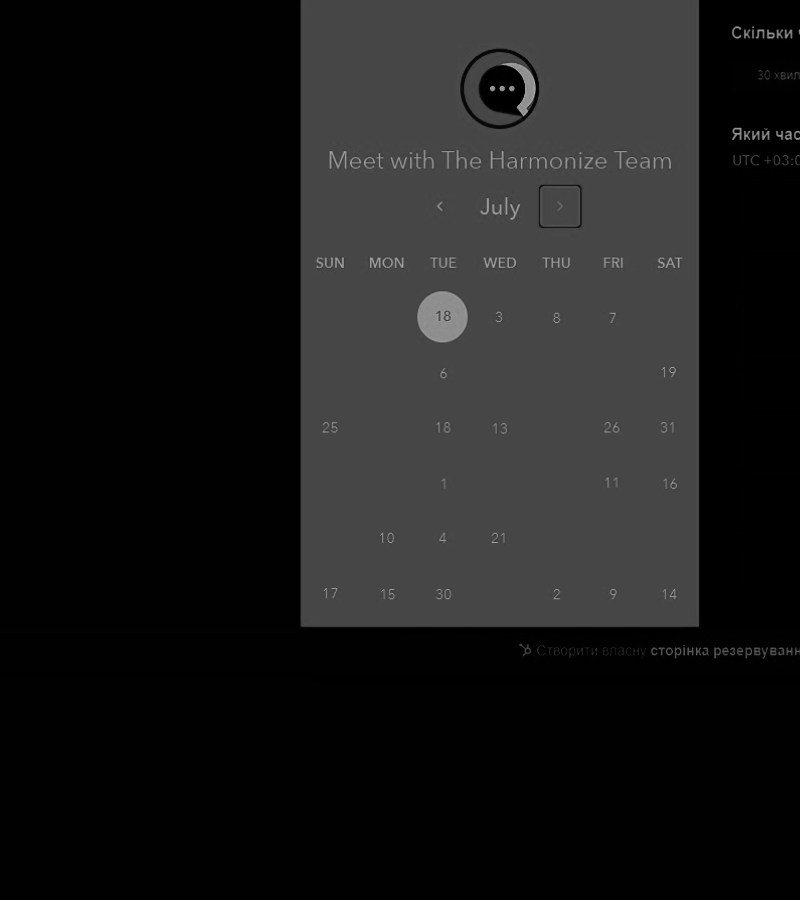 Meet with The Harmonize Team
July
SUN MON TUE WED THU FRI SAT
18 3 8 7
6 19
25 18 13 26 31
1 11 16
10 4 21
17 15 30 2 9 14
Скільки
30 хвил
Який час
UTC +03:0
Створити власну сторінка резервуванн